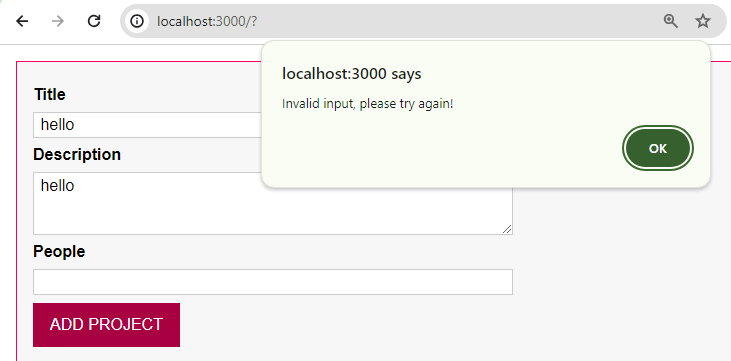 localhost:3000/?
localhost:3000 says
Invalid input, please try again!
OK
Title
hello
Description
hello
People
ADD PROJECT